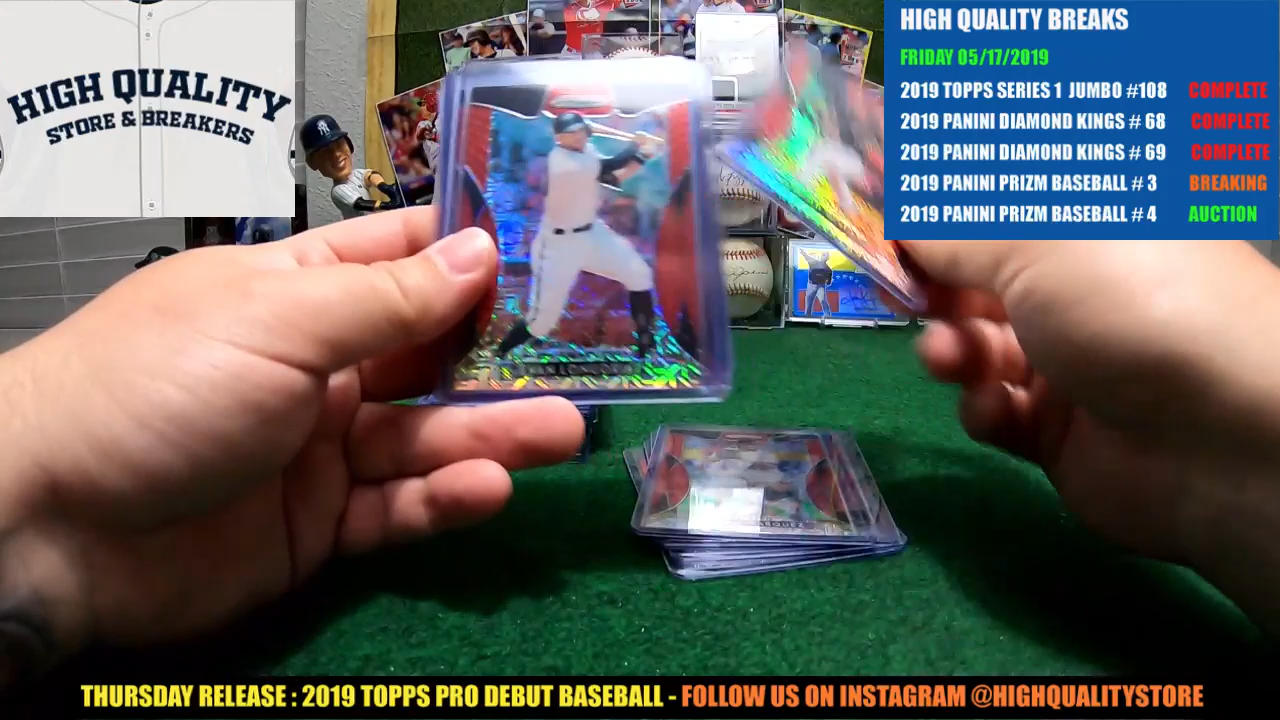 HIGH QUALITY
STORE & BREAKERS
HIGH QUALITY BREAKS
FRIDAY 05/17/2019
2019 TOPPS SERIES 1 JUMBO #108 COMPLETE
2019 PANINI DIAMOND KINGS # 68 COMPLETE
2019 PANINI DIAMOND KINGS # 69 COMPLETE
2019 PANINI PRIZM BASEBALL # 3 BREAKING
2019 PANINI PRIZM BASEBALL # 4 AUCTION
THURSDAY RELEASE : 2019 TOPPS PRO DEBUT BASEBALL - FOLLOW US ON INSTAGRAM @HIGHQUALITYSTORE